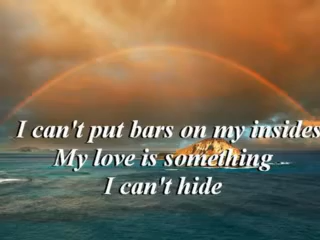 I can't put bars on my insides
My love is something
I can't hide